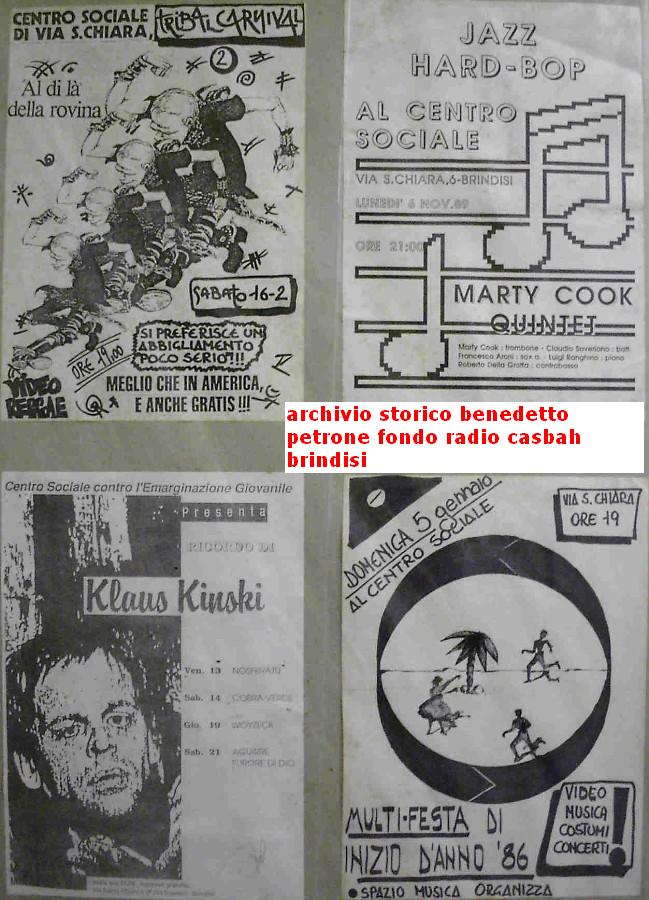 CENTRO SOCIALE
DI VIA S.CHIARA,
TRIBAL CARNIVAL
2
Al di là
della rovina
SABATO 16-2
SI PREFERISCE UN
ABBIGLIAMENTO
POCO SERIO!!!
ORE 19,00
VIDEO
REGGAE
MEGLIO CHE IN AMERICA,
E ANCHE GRATIS!!!
JAZZ
HARD-BOP
AL CENTRO
SOCIALE
VIA S.CHIARA,6-BRINDISI
LUNEDI' 6 NOV.89
ORE 21:00
MARTY COOK
QUINTET
Marty Cook : trombone - Claudio Saveriano : batt
Francesco Arani : sax a. - Luigi Ranghino : piano
Roberto Della Grotta : contrabasso
archivio storico benedetto
petrone fondo radio casbah
brindisi
Centro Sociale contro l'Emarginazione Giovanile
Presenta
RICORDO DI
Klaus Kinski
Ven. 13 NOSFERATU
Sab. 14 COBRA VERDE
Gio. 19 WOYZECK
Sab. 21 AGUIRRE
FURORE DI DIO
DOMENICA 5 gennaio
AL CENTRO SOCIALE
VIA S. CHIARA
ORE 19
MULTI-FESTA DI
INIZIO D'ANNO '86
VIDEO
MUSICA
COSTUMI
CONCERTI!
• SPAZIO MUSICA ORGANIZZA